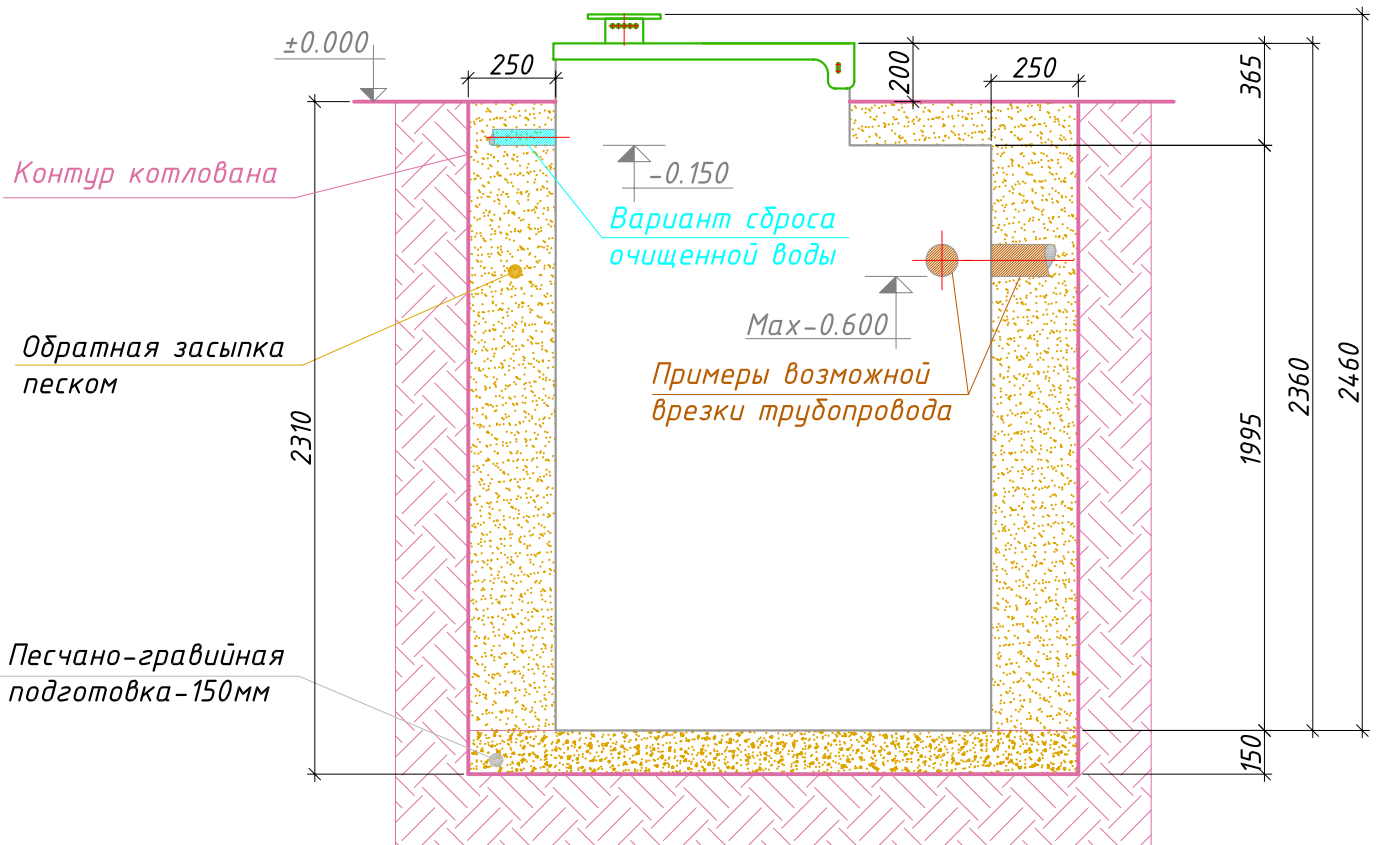 ±0.000
250
200
250
365
Контур котлована
-0.150
Вариант сброса
очищенной воды
Max-0.600
Обратная засыпка
песком
Примеры возможной
врезки трубопровода
2310
1995
2360
2460
Песчано-гравийная
подготовка-150мм
150